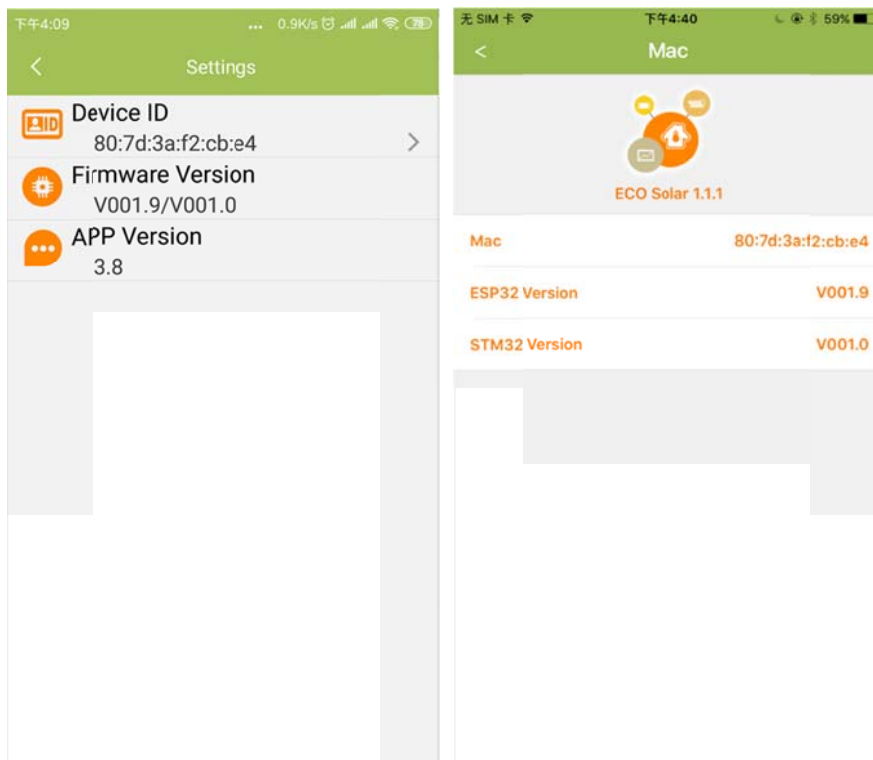 下午4:09
... 0.9K/s 78
Settings
Device ID
80:7d:3a:f2:cb:e4
Firmware Version
V001.9/V001.0
APP Version
3.8
无 SIM 卡 下午4:40 59%
< Mac
ECO Solar 1.1.1
Mac 80:7d:3a:f2:cb:e4
ESP32 Version V001.9
STM32 Version V001.0